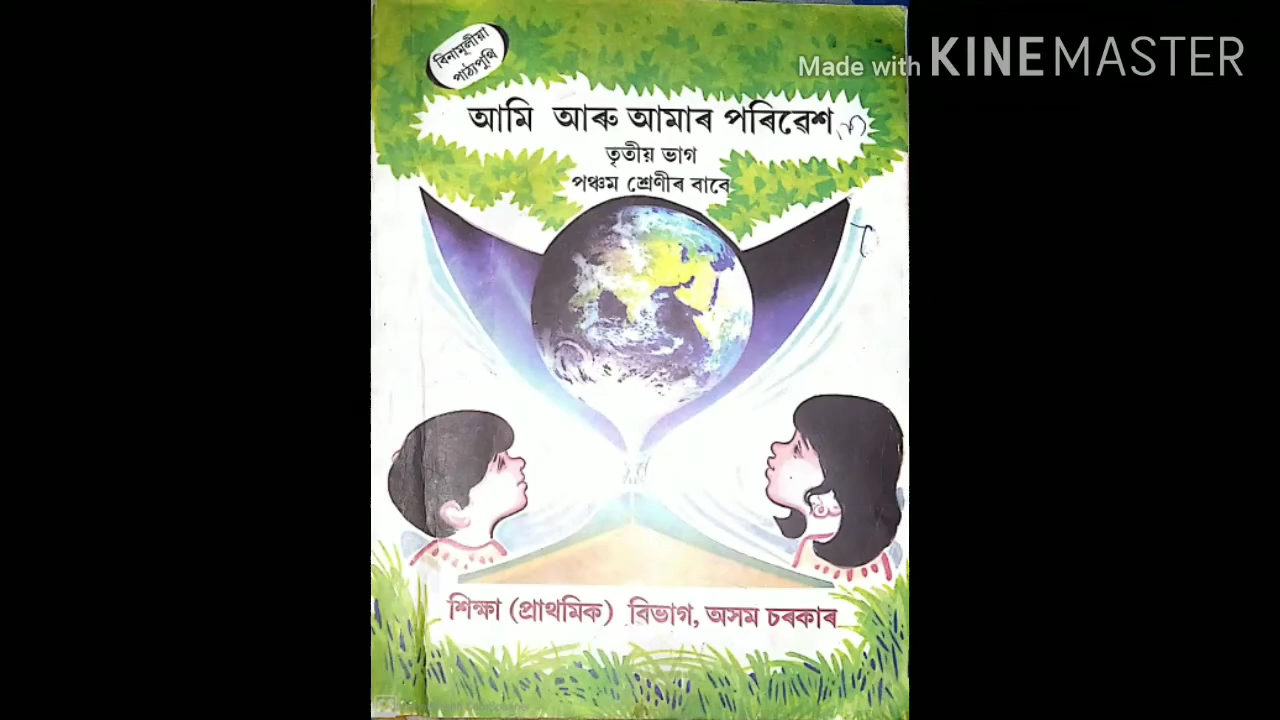 বিনামূলীয়া
পাঠ্যপুথি
Made with KINEMASTER
আমি আৰু আমাৰ পৰিৱেশ
তৃতীয় ভাগ
পঞ্চম শ্ৰেণীৰ বাবে
শিক্ষা (প্ৰাথমিক) বিভাগ, অসম চৰকাৰ